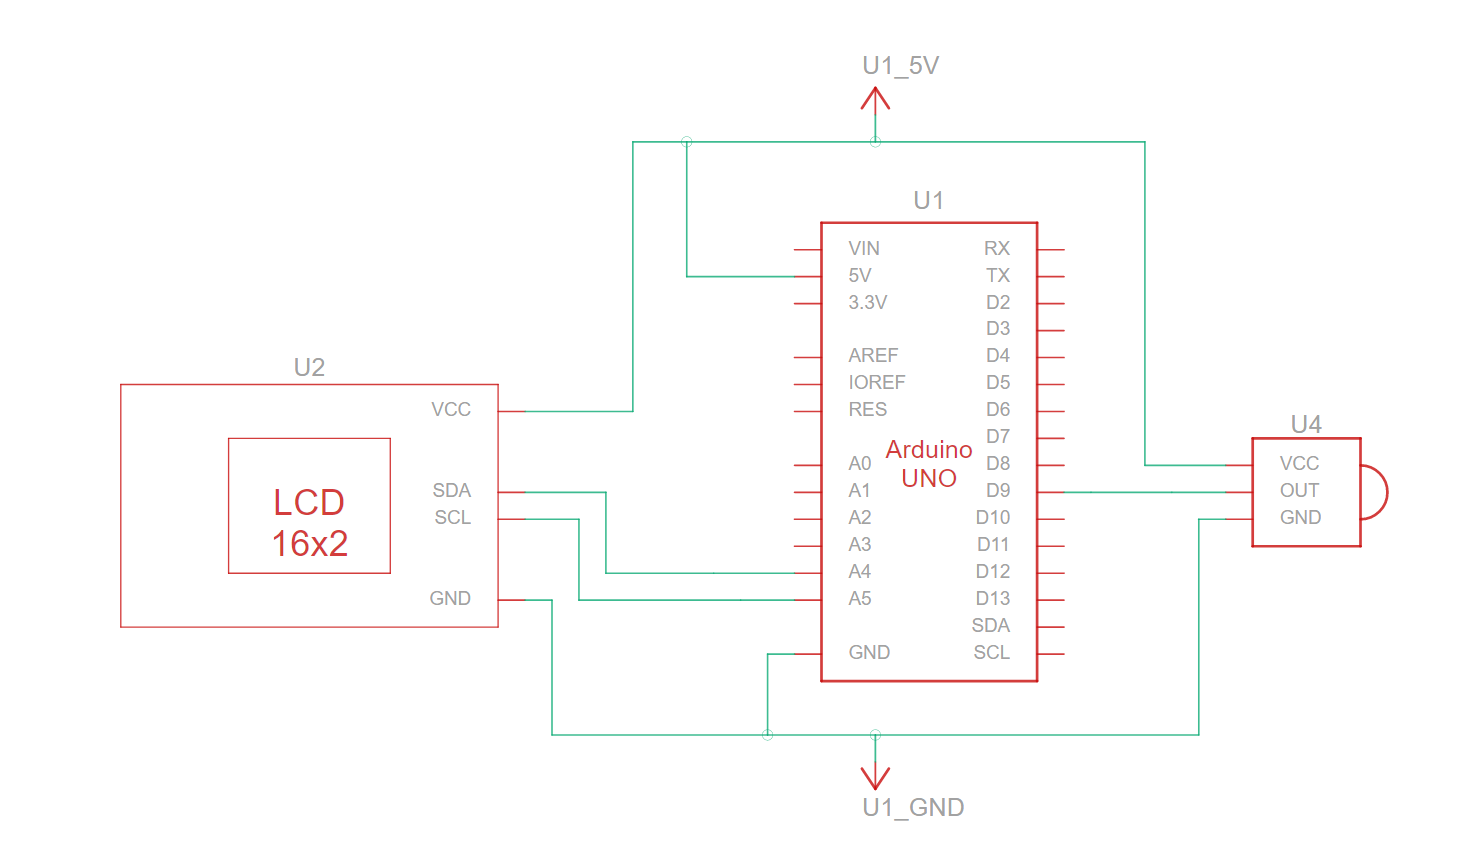 U1_5V
U1
VIN
5V
3.3V
AREF
IOREF
RES
A0
A1
A2
A3
A4
A5
GND
Arduino
UNO
RX
TX
D2
D3
D4
D5
D6
D7
D8
D9
D10
D11
D12
D13
SDA
SCL
U2
VCC
SDA
SCL
GND
LCD
16x2
U4
VCC
OUT
GND
U1_GND